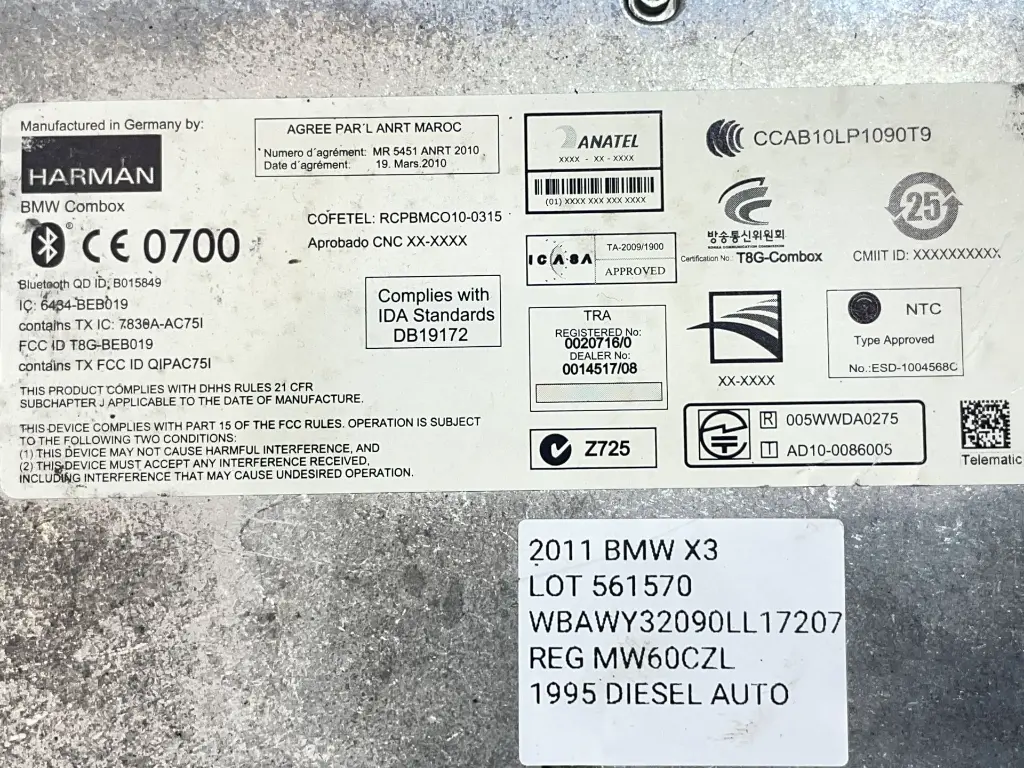 Manufactured in Germany by:
HARMAN
BMW Combox
CE 0700
Bluetooth QD ID: B015849
IC: 6434-BEB019
contains TX IC: 7830A-AC75I
FCC ID T8G-BEB019
contains TX FCC ID QIPAC75I
THIS PRODUCT COMPLIES WITH DHHS RULES 21 CFR
SUBCHAPTER J APPLICABLE TO THE DATE OF MANUFACTURE.
THIS DEVICE COMPLIES WITH PART 15 OF THE FCC RULES. OPERATION IS SUBJECT
TO THE FOLLOWING TWO CONDITIONS:
(1) THIS DEVICE MAY NOT CAUSE HARMFUL INTERFERENCE, AND
(2) THIS DEVICE MUST ACCEPT ANY INTERFERENCE RECEIVED,
INCLUDING INTERFERENCE THAT MAY CAUSE UNDESIRED OPERATION.
AGREE PAR'L ANRT MAROC
Numero d´agrément: MR 5451 ANRT 2010
Date d´agrément: 19. Mars.2010
COFETEL: RCPBMCO10-0315
Aprobado CNC XX-XXXX
Complies with
IDA Standards
DB19172
ANATEL
XXXX - XX - XXXX
(01) XXX XXX XXX XXX XXX
ICASA
TA-2009/1900
APPROVED
TRA
REGISTERED No:
0020716/0
DEALER No:
0014517/08
Z725
CCAB10LP1090T9
방송통신위원회
KOREA COMMUNICATIONS COMMISSION
Certification No.: T8G-Combox
25
CMIIT ID: XXXXXXXXXX
XX-XXXX
NTC
Type Approved
No.:ESD-1004568C
R 005WWDA0275
T AD10-0086005
Telematic
2011 BMW X3
LOT 561570
WBAWY32090LL17207
REG MW60CZL
1995 DIESEL AUTO